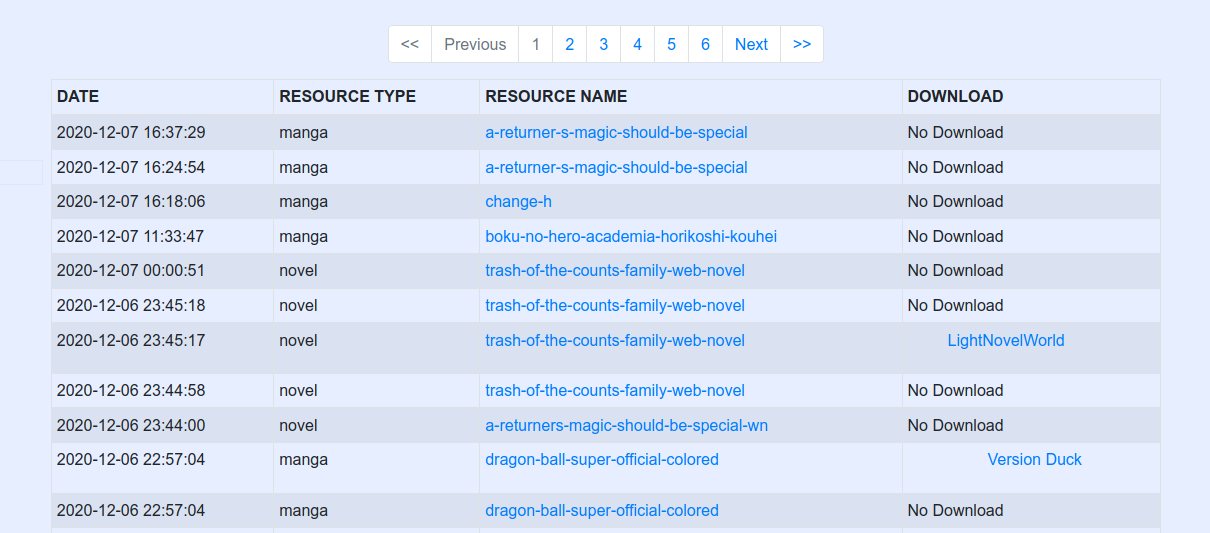 << Previous 1 2 3 4 5 6 Next >>
DATE RESOURCE TYPE RESOURCE NAME DOWNLOAD
2020-12-07 16:37:29 manga a-returner-s-magic-should-be-special No Download
2020-12-07 16:24:54 manga a-returner-s-magic-should-be-special No Download
2020-12-07 16:18:06 manga change-h No Download
2020-12-07 11:33:47 manga boku-no-hero-academia-horikoshi-kouhei No Download
2020-12-07 00:00:51 novel trash-of-the-counts-family-web-novel No Download
2020-12-06 23:45:18 novel trash-of-the-counts-family-web-novel No Download
2020-12-06 23:45:17 novel trash-of-the-counts-family-web-novel LightNovelWorld
2020-12-06 23:44:58 novel trash-of-the-counts-family-web-novel No Download
2020-12-06 23:44:00 novel a-returners-magic-should-be-special-wn No Download
2020-12-06 22:57:04 manga dragon-ball-super-official-colored Version Duck
2020-12-06 22:57:04 manga dragon-ball-super-official-colored No Download